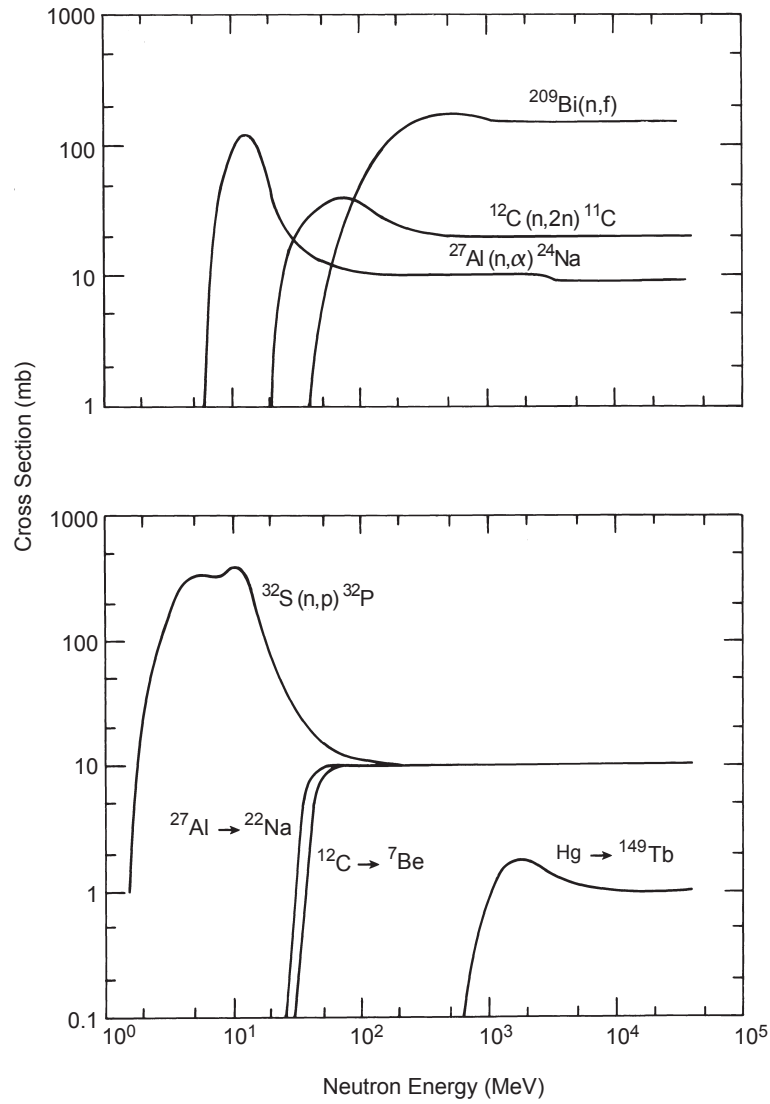 1000
100
10
1
²⁰⁹Bi(n,f)
¹²C (n,2n) ¹¹C
²⁷Al (n,α) ²⁴Na
Cross Section (mb)
1000
100
10
1
0.1
³²S (n,p) ³²P
²⁷Al → ²²Na
¹²C → ⁷Be
Hg → ¹⁴⁹Tb
10⁰ 10¹ 10² 10³ 10⁴ 10⁵
Neutron Energy (MeV)